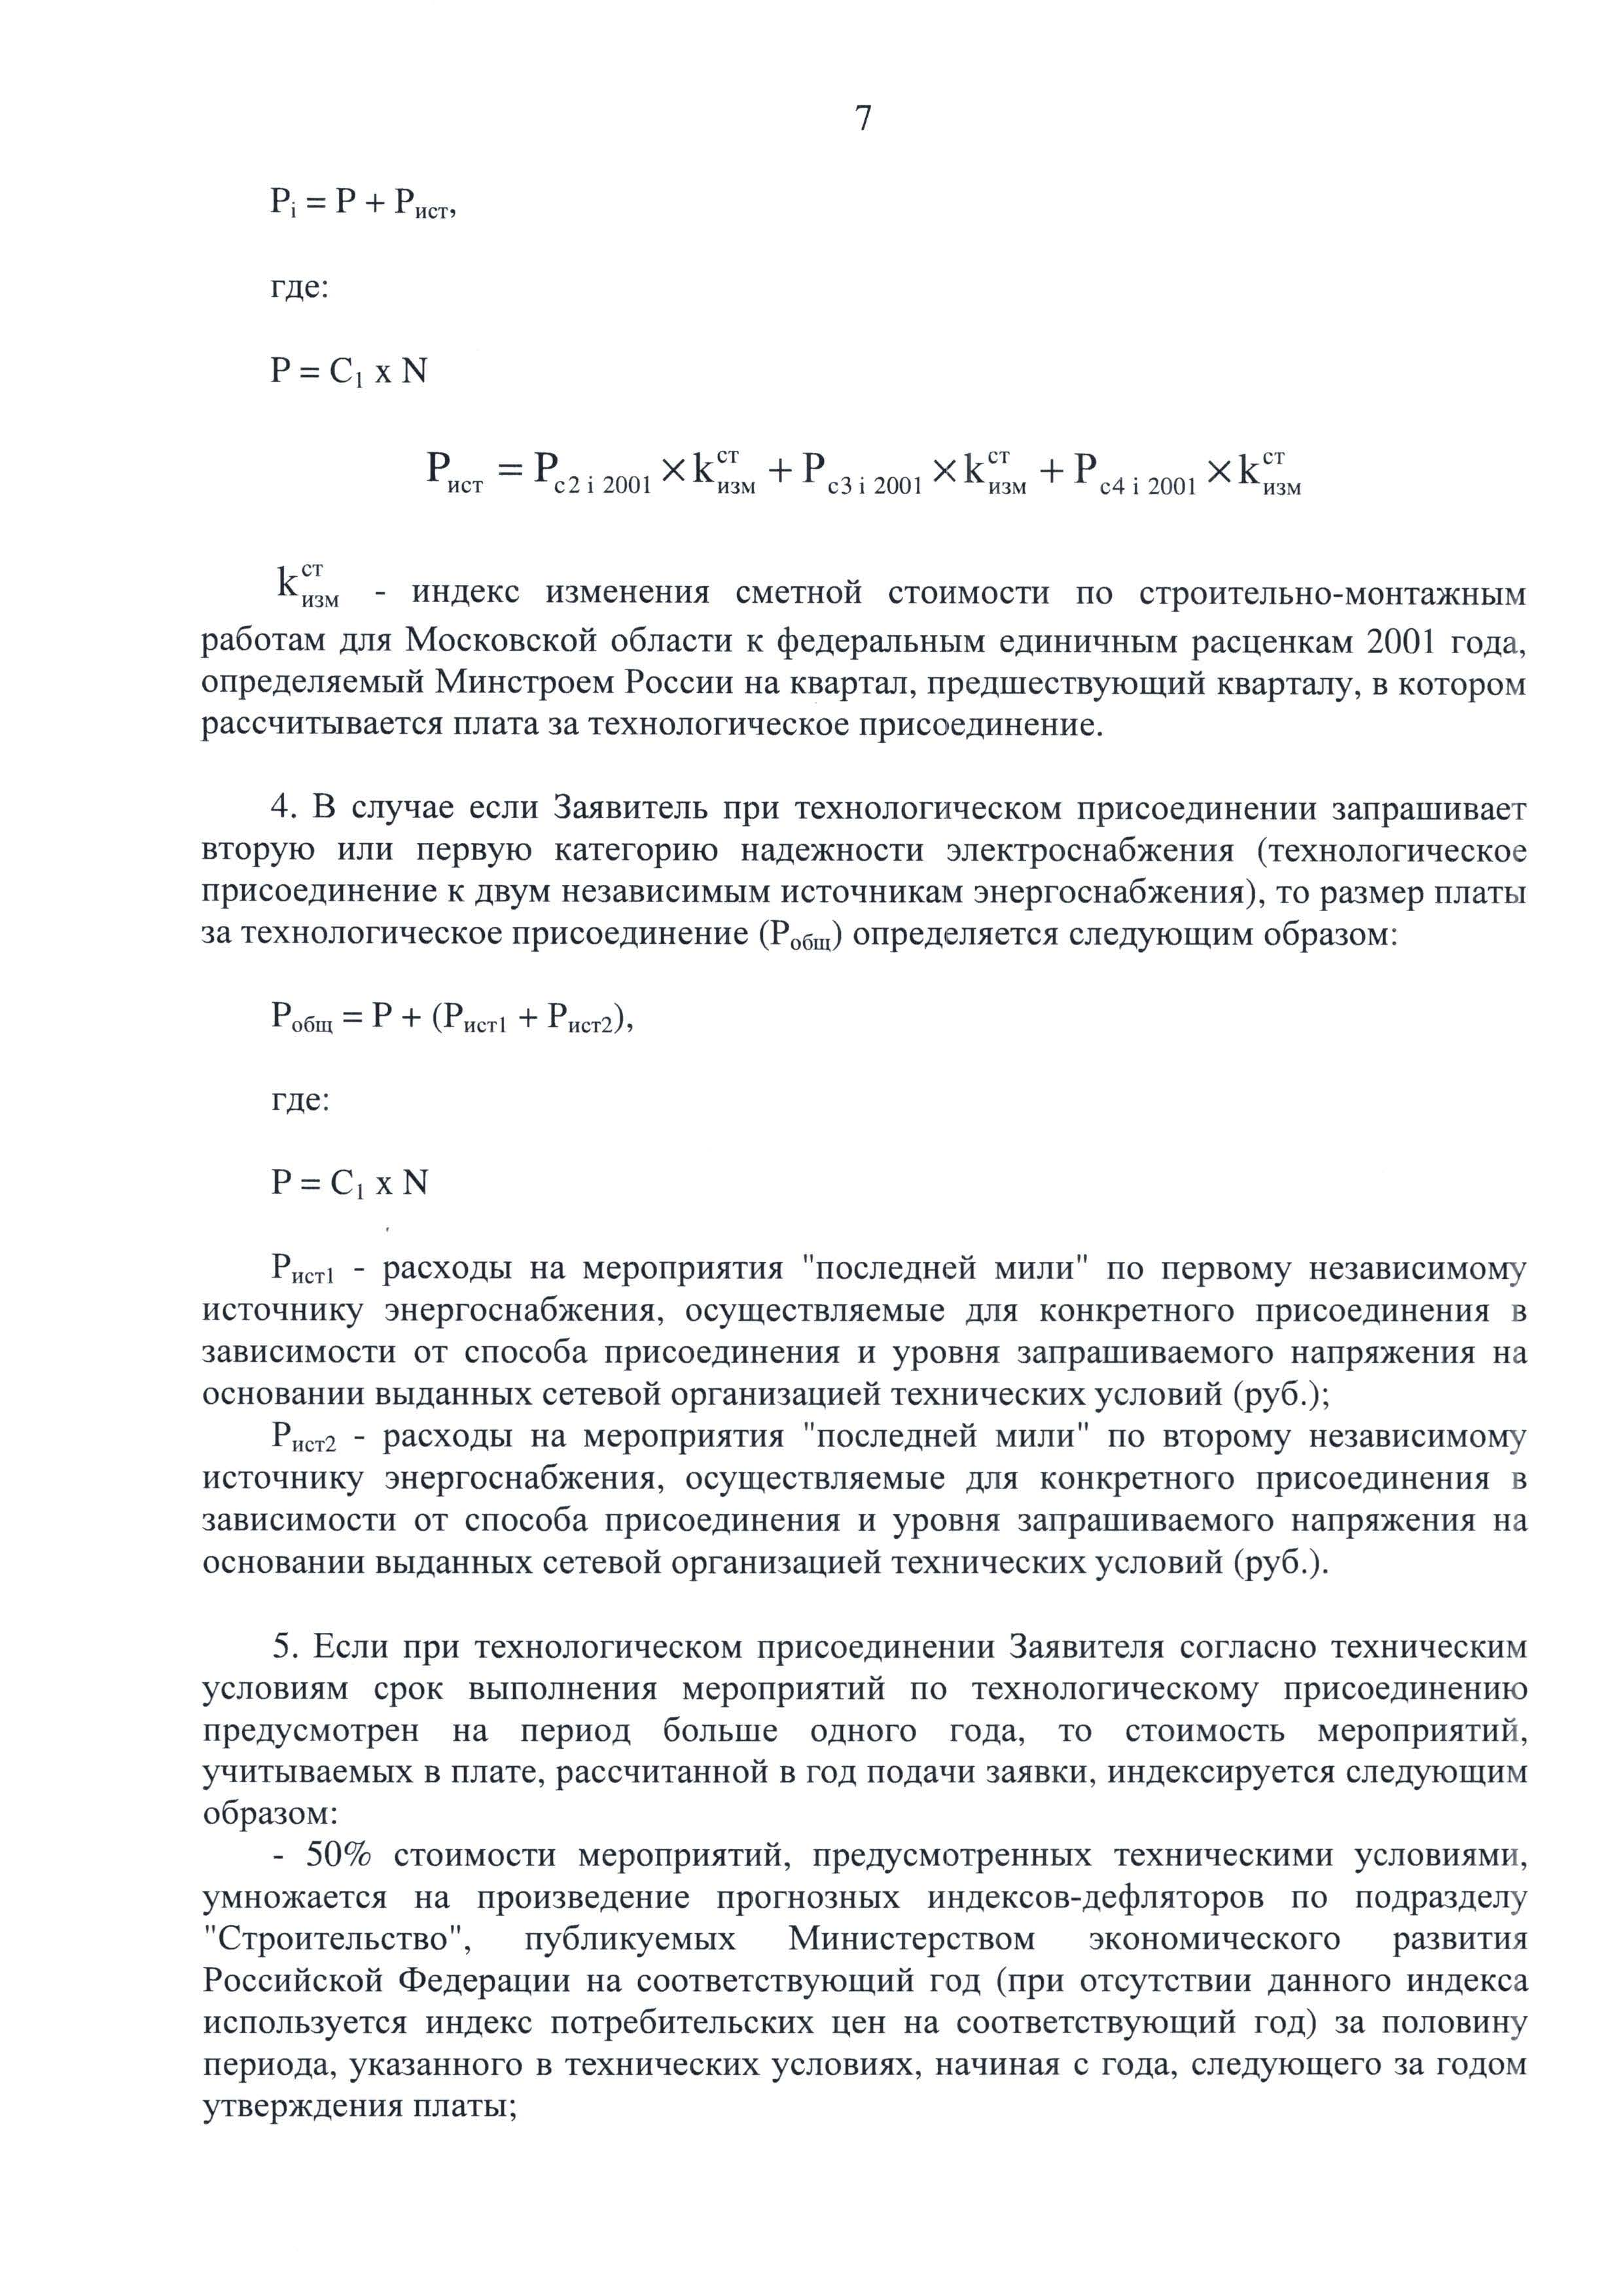 7
Pᵢ = P + Pист,
где:
P = C₁ x N
Pист = Pс2 i 2001 × kизм^ст + Pс3 i 2001 × kизм^ст + Pс4 i 2001 × kизм^ст
kизм^ст - индекс изменения сметной стоимости по строительно-монтажным
работам для Московской области к федеральным единичным расценкам 2001 года,
определяемый Минстроем России на квартал, предшествующий кварталу, в котором
рассчитывается плата за технологическое присоединение.
4. В случае если Заявитель при технологическом присоединении запрашивает
вторую или первую категорию надежности электроснабжения (технологическое
присоединение к двум независимым источникам энергоснабжения), то размер платы
за технологическое присоединение (Pобщ) определяется следующим образом:
Pобщ = P + (Pист1 + Pист2),
где:
P = C₁ x N
Pист1 - расходы на мероприятия "последней мили" по первому независимому
источнику энергоснабжения, осуществляемые для конкретного присоединения в
зависимости от способа присоединения и уровня запрашиваемого напряжения на
основании выданных сетевой организацией технических условий (руб.);
Pист2 - расходы на мероприятия "последней мили" по второму независимому
источнику энергоснабжения, осуществляемые для конкретного присоединения в
зависимости от способа присоединения и уровня запрашиваемого напряжения на
основании выданных сетевой организацией технических условий (руб.).
5. Если при технологическом присоединении Заявителя согласно техническим
условиям срок выполнения мероприятий по технологическому присоединению
предусмотрен на период больше одного года, то стоимость мероприятий,
учитываемых в плате, рассчитанной в год подачи заявки, индексируется следующим
образом:
- 50% стоимости мероприятий, предусмотренных техническими условиями,
умножается на произведение прогнозных индексов-дефляторов по подразделу
"Строительство", публикуемых Министерством экономического развития
Российской Федерации на соответствующий год (при отсутствии данного индекса
используется индекс потребительских цен на соответствующий год) за половину
периода, указанного в технических условиях, начиная с года, следующего за годом
утверждения платы;